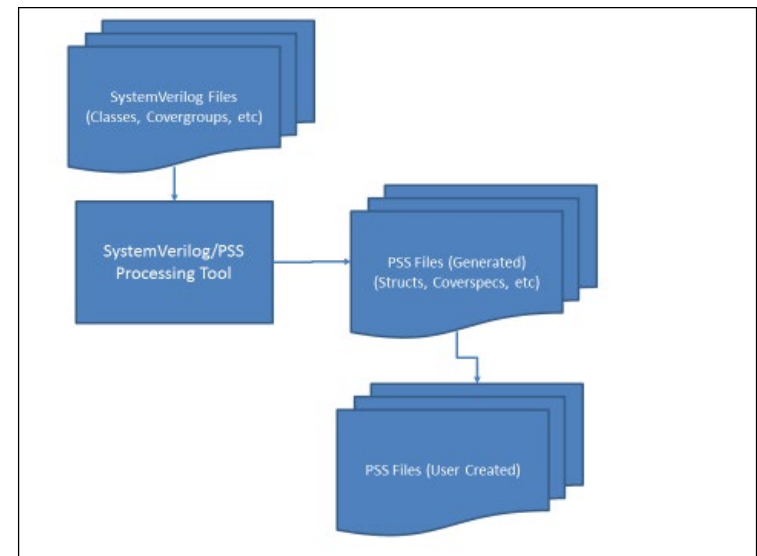 SystemVerilog Files
(Classes, Covergroups, etc)
SystemVerilog/PSS
Processing Tool
PSS Files (Generated)
(Structs, Coverspecs, etc)
PSS Files (User Created)